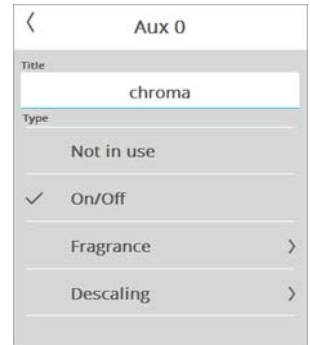 Aux 0
Title
chroma
Type
Not in use
On/Off
Fragrance
Descaling